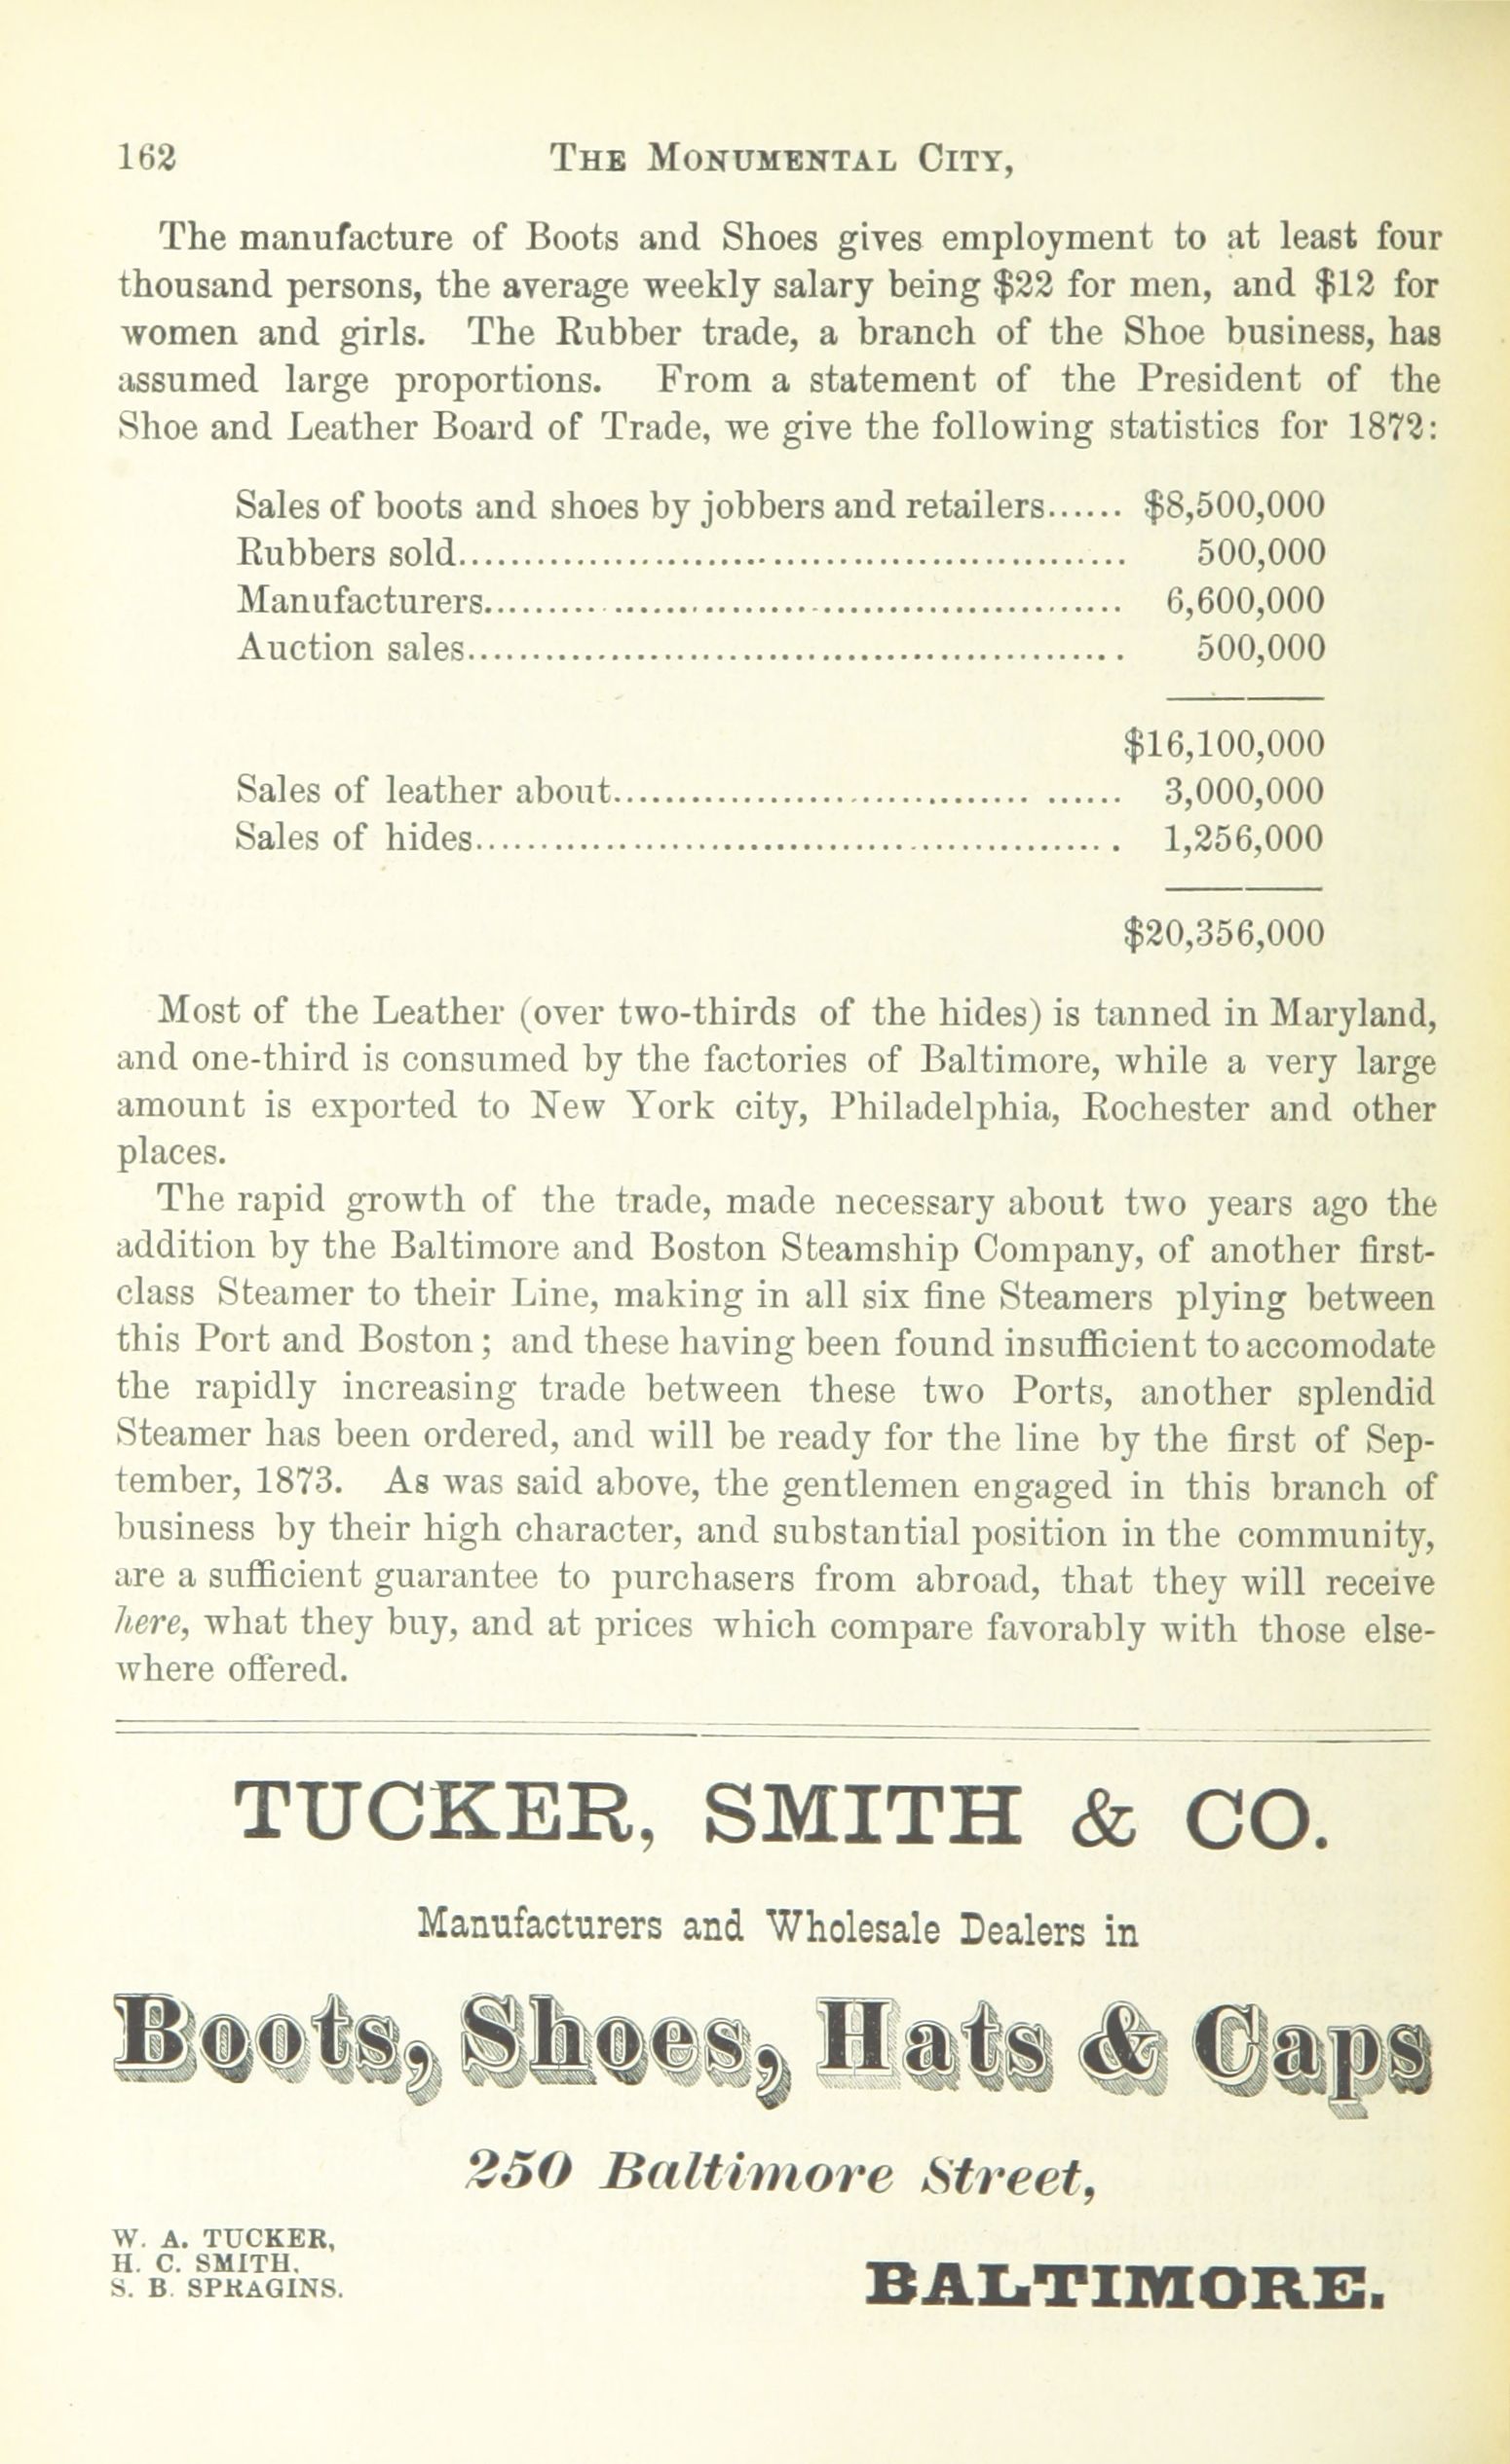 162 THE MONUMENTAL CITY,
The manufacture of Boots and Shoes gives employment to at least four
thousand persons, the average weekly salary being $22 for men, and $12 for
women and girls. The Rubber trade, a branch of the Shoe business, has
assumed large proportions. From a statement of the President of the
Shoe and Leather Board of Trade, we give the following statistics for 1872:
Sales of boots and shoes by jobbers and retailers...... $8,500,000
Rubbers sold.................................................... 500,000
Manufacturers................................................. 6,600,000
Auction sales................................................... 500,000
$16,100,000
Sales of leather about....................................... 3,000,000
Sales of hides.................................................. 1,256,000
$20,356,000
Most of the Leather (over two-thirds of the hides) is tanned in Maryland,
and one-third is consumed by the factories of Baltimore, while a very large
amount is exported to New York city, Philadelphia, Rochester and other
places.
The rapid growth of the trade, made necessary about two years ago the
addition by the Baltimore and Boston Steamship Company, of another first-
class Steamer to their Line, making in all six fine Steamers plying between
this Port and Boston; and these having been found insufficient to accomodate
the rapidly increasing trade between these two Ports, another splendid
Steamer has been ordered, and will be ready for the line by the first of Sep-
tember, 1873. As was said above, the gentlemen engaged in this branch of
business by their high character, and substantial position in the community,
are a sufficient guarantee to purchasers from abroad, that they will receive
here, what they buy, and at prices which compare favorably with those else-
where offered.
TUCKER, SMITH & CO.
Manufacturers and Wholesale Dealers in
Boots, Shoes, Hats & Caps
250 Baltimore Street,
W. A. TUCKER,
H. C. SMITH,
S. B. SPRAGINS.
BALTIMORE.